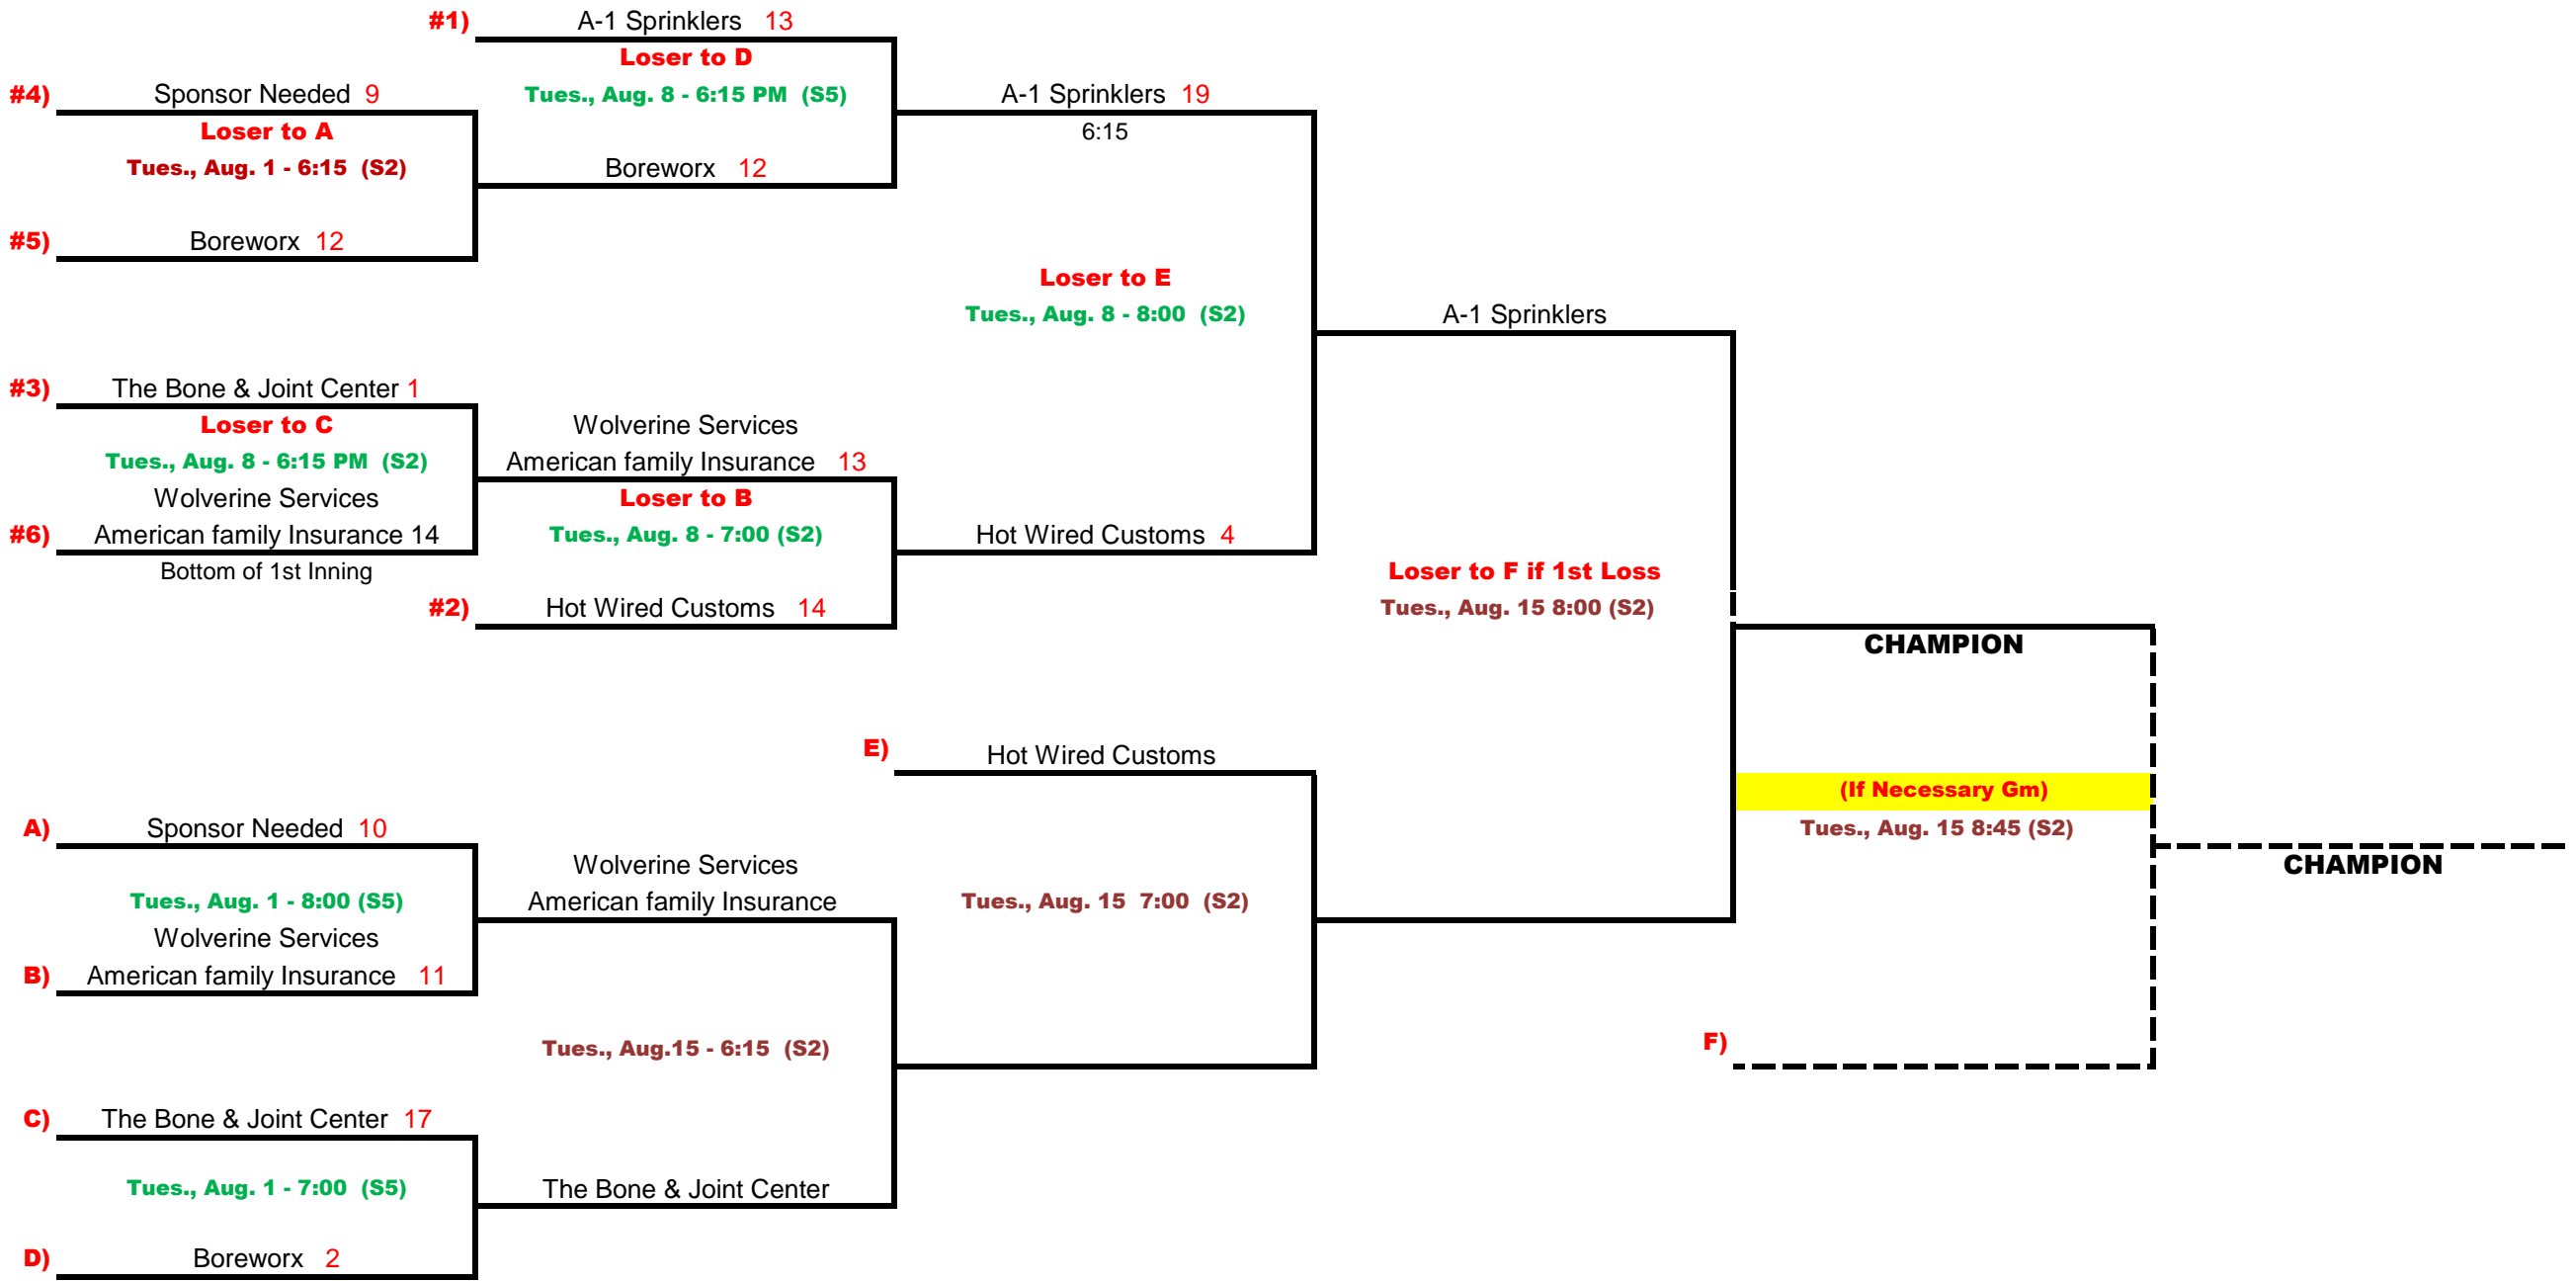 #1) A-1 Sprinklers 13
Loser to D
#4) Sponsor Needed 9
Tues., Aug. 8 - 6:15 PM (S5)
A-1 Sprinklers 19
Loser to A
6:15
Tues., Aug. 1 - 6:15 (S2)
Boreworx 12
#5) Boreworx 12
Loser to E
Tues., Aug. 8 - 8:00 (S2)
A-1 Sprinklers
#3) The Bone & Joint Center 1
Loser to C
Wolverine Services
Tues., Aug. 8 - 6:15 PM (S2)
American family Insurance 13
Wolverine Services
Loser to B
#6) American family Insurance 14
Tues., Aug. 8 - 7:00 (S2)
Hot Wired Customs 4
Bottom of 1st Inning
Loser to F if 1st Loss
#2) Hot Wired Customs 14
Tues., Aug. 15 8:00 (S2)
CHAMPION
E) Hot Wired Customs
(If Necessary Gm)
A) Sponsor Needed 10
Tues., Aug. 15 8:45 (S2)
Wolverine Services
CHAMPION
Tues., Aug. 1 - 8:00 (S5)
American family Insurance
Tues., Aug. 15 7:00 (S2)
Wolverine Services
B) American family Insurance 11
Tues., Aug.15 - 6:15 (S2)
F)
C) The Bone & Joint Center 17
Tues., Aug. 1 - 7:00 (S5)
The Bone & Joint Center
D) Boreworx 2